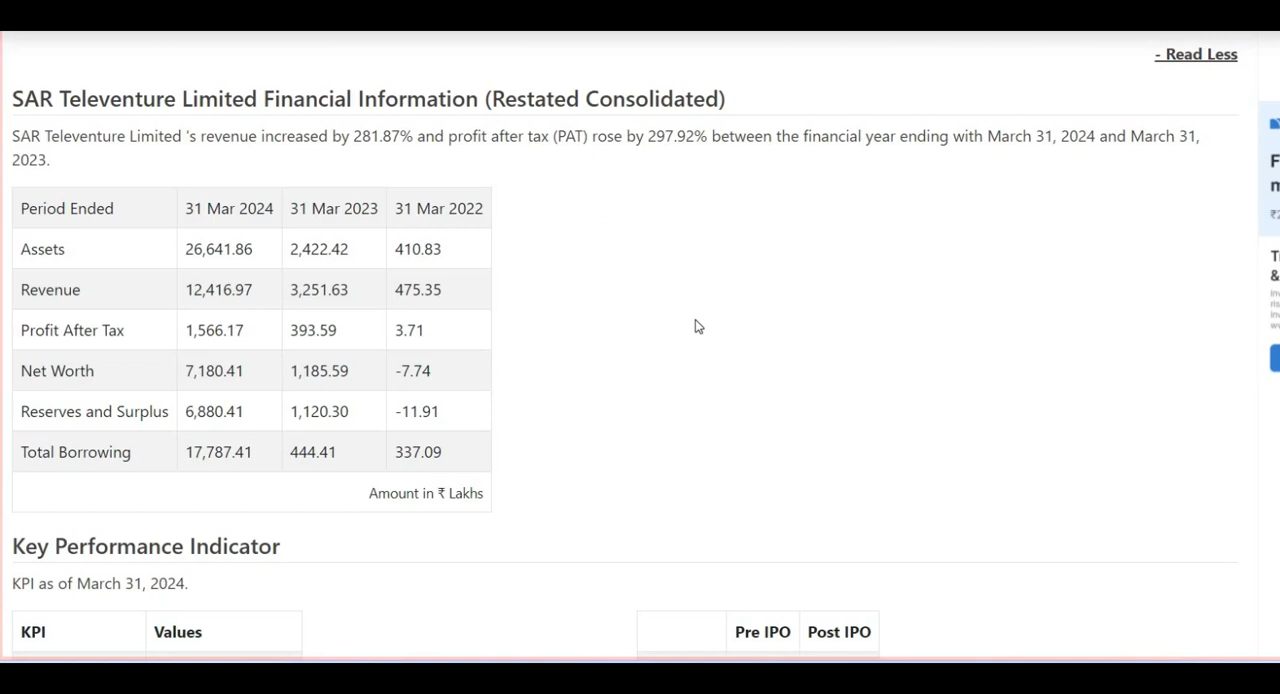 - Read Less
SAR Televenture Limited Financial Information (Restated Consolidated)
SAR Televenture Limited 's revenue increased by 281.87% and profit after tax (PAT) rose by 297.92% between the financial year ending with March 31, 2024 and March 31,
2023.
Period Ended 31 Mar 2024 31 Mar 2023 31 Mar 2022
Assets 26,641.86 2,422.42 410.83
Revenue 12,416.97 3,251.63 475.35
Profit After Tax 1,566.17 393.59 3.71
Net Worth 7,180.41 1,185.59 -7.74
Reserves and Surplus 6,880.41 1,120.30 -11.91
Total Borrowing 17,787.41 444.41 337.09
Amount in ₹ Lakhs
Key Performance Indicator
KPI as of March 31, 2024.
KPI Values
Pre IPO Post IPO